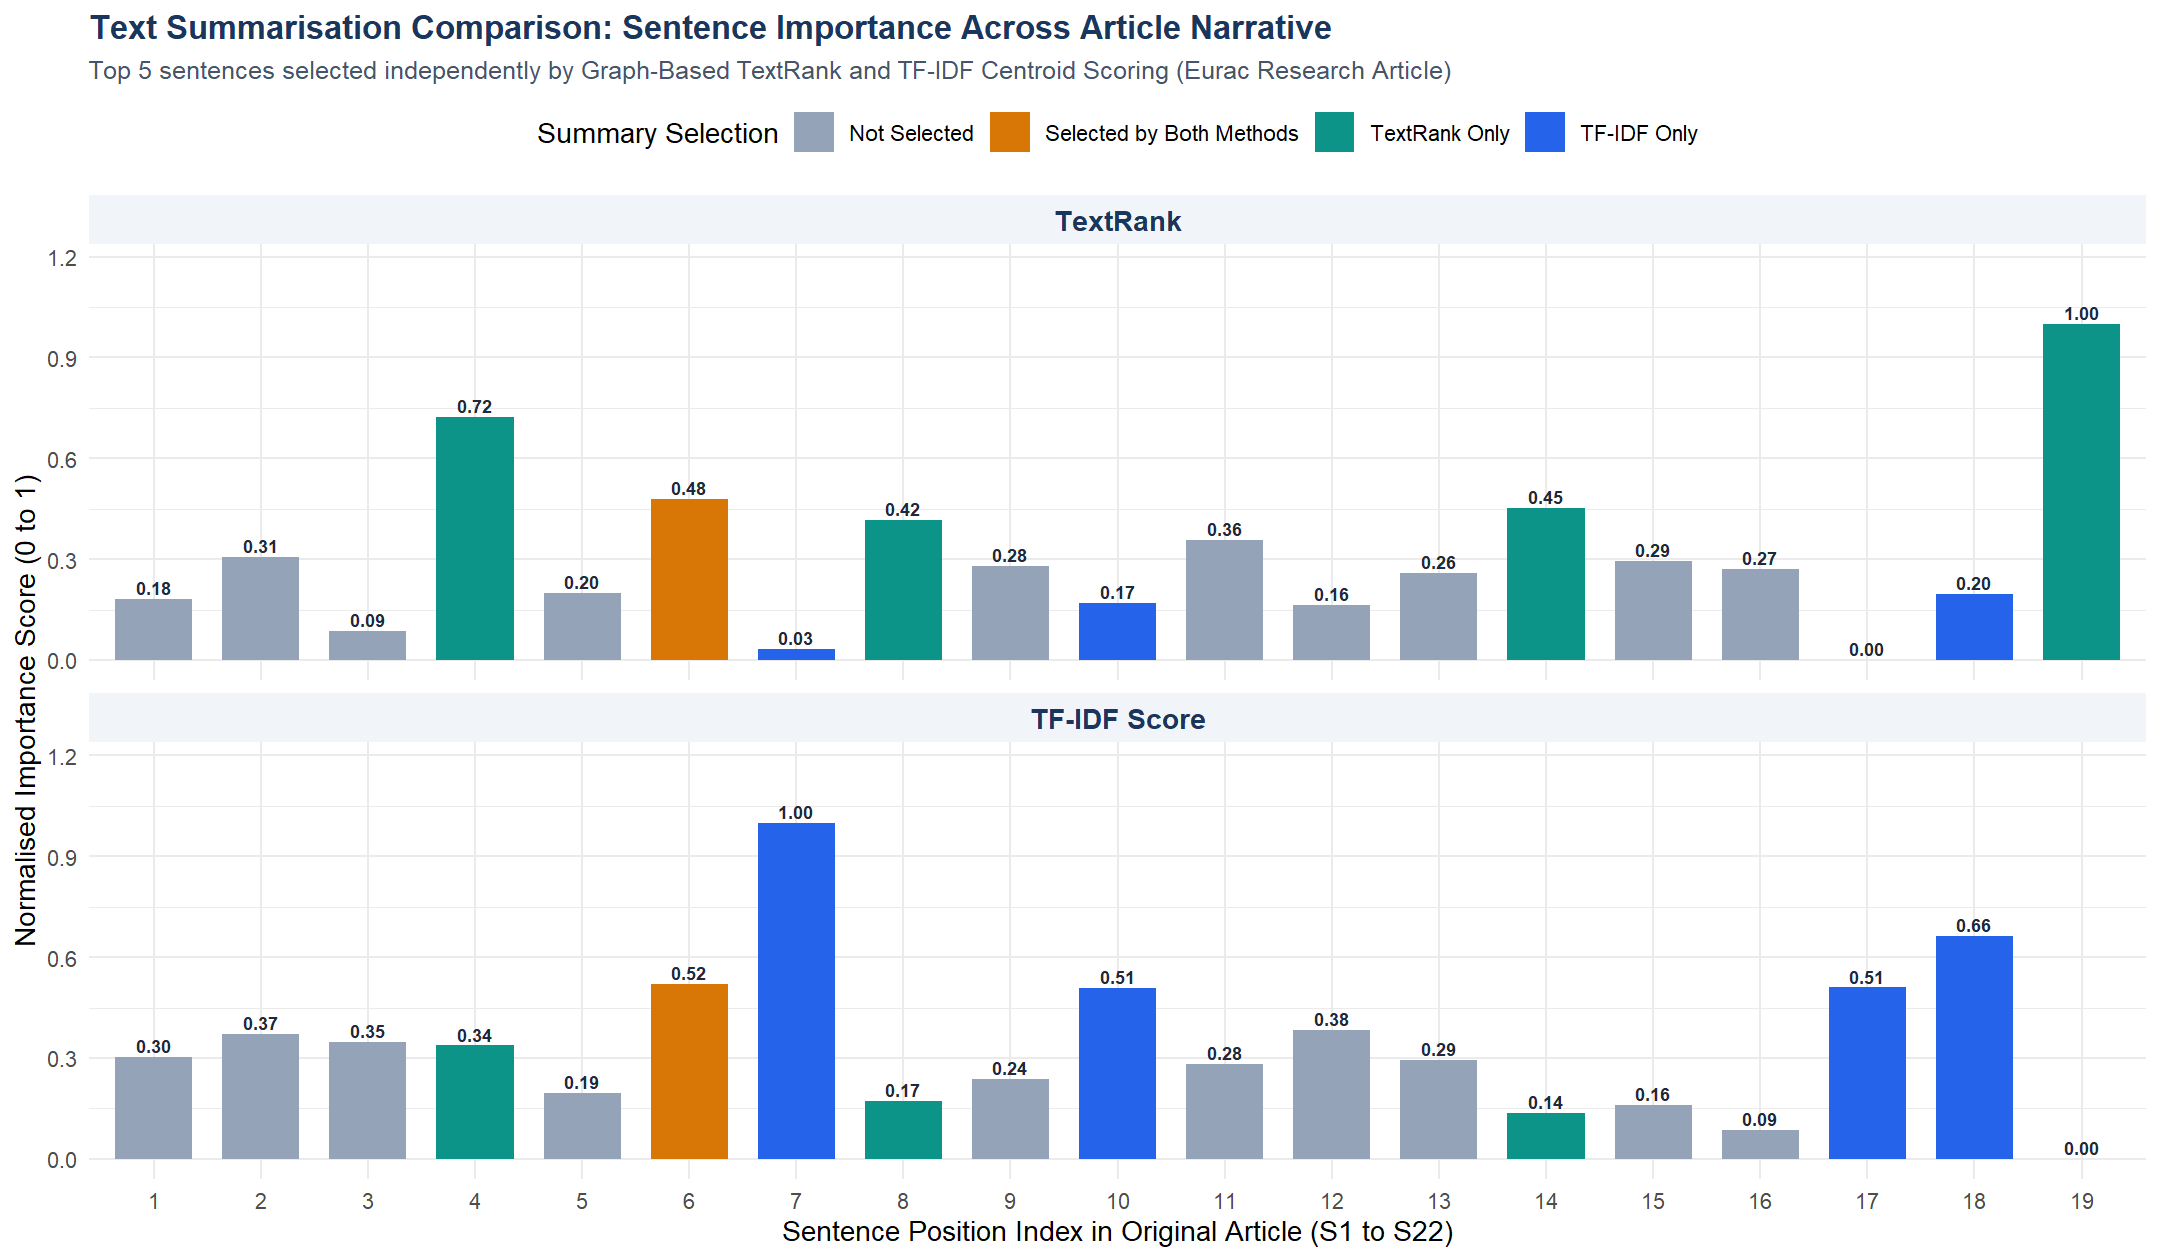 Text Summarisation Comparison: Sentence Importance Across Article Narrative
Top 5 sentences selected independently by Graph-Based TextRank and TF-IDF Centroid Scoring (Eurac Research Article)
Summary Selection Not Selected Selected by Both Methods TextRank Only TF-IDF Only
Normalised Importance Score (0 to 1)
TextRank
1.2
0.9
0.6
0.3
0.0
0.18 0.31 0.09 0.72 0.20 0.48 0.03 0.42 0.28 0.17 0.36 0.16 0.26 0.45 0.29 0.27 0.00 0.20 1.00
TF-IDF Score
1.2
0.9
0.6
0.3
0.0
0.30 0.37 0.35 0.34 0.19 0.52 1.00 0.17 0.24 0.51 0.28 0.38 0.29 0.14 0.16 0.09 0.51 0.66 0.00
1 2 3 4 5 6 7 8 9 10 11 12 13 14 15 16 17 18 19
Sentence Position Index in Original Article (S1 to S22)